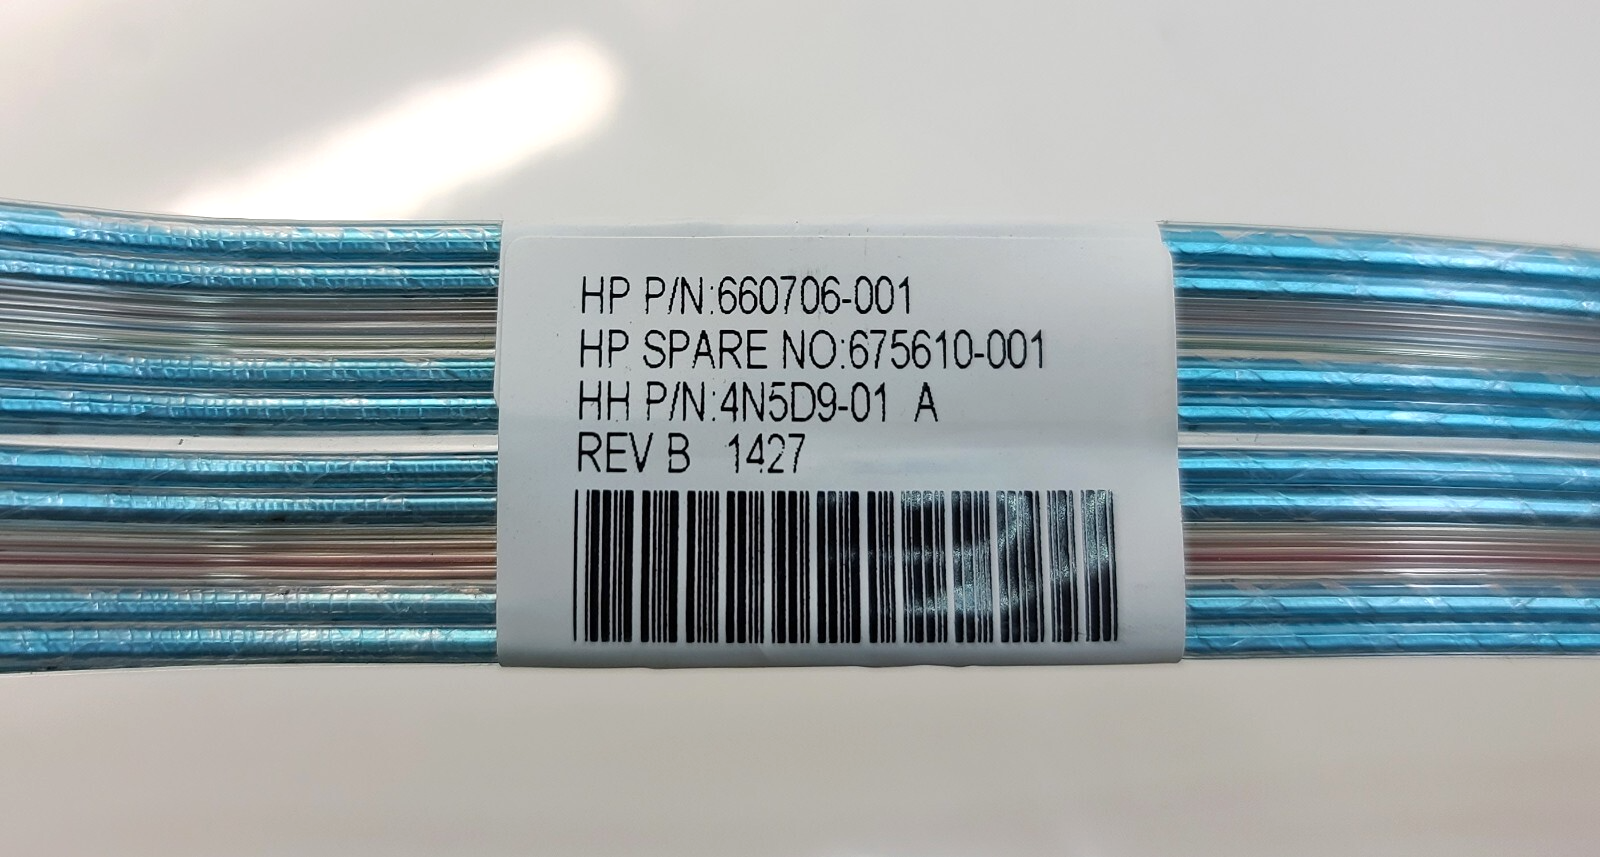 HP P/N:660706-001
HP SPARE NO:675610-001
HH P/N:4N5D9-01 A
REV B 1427